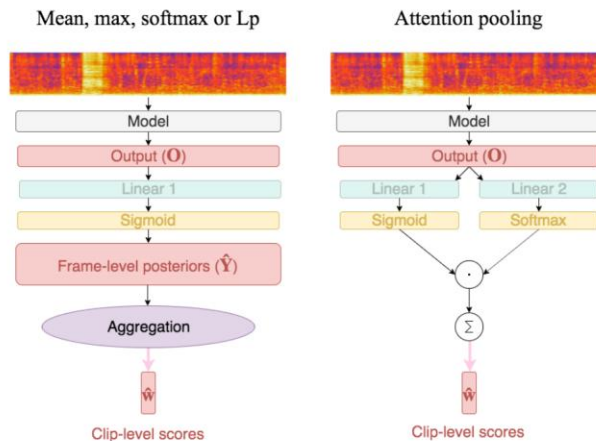 Mean, max, softmax or Lp
Model
Output (O)
Linear 1
Sigmoid
Frame-level posteriors (Ŷ)
Aggregation
ŵ
Clip-level scores
Attention pooling
Model
Output (O)
Linear 1 Linear 2
Sigmoid Softmax
·
Σ
ŵ
Clip-level scores